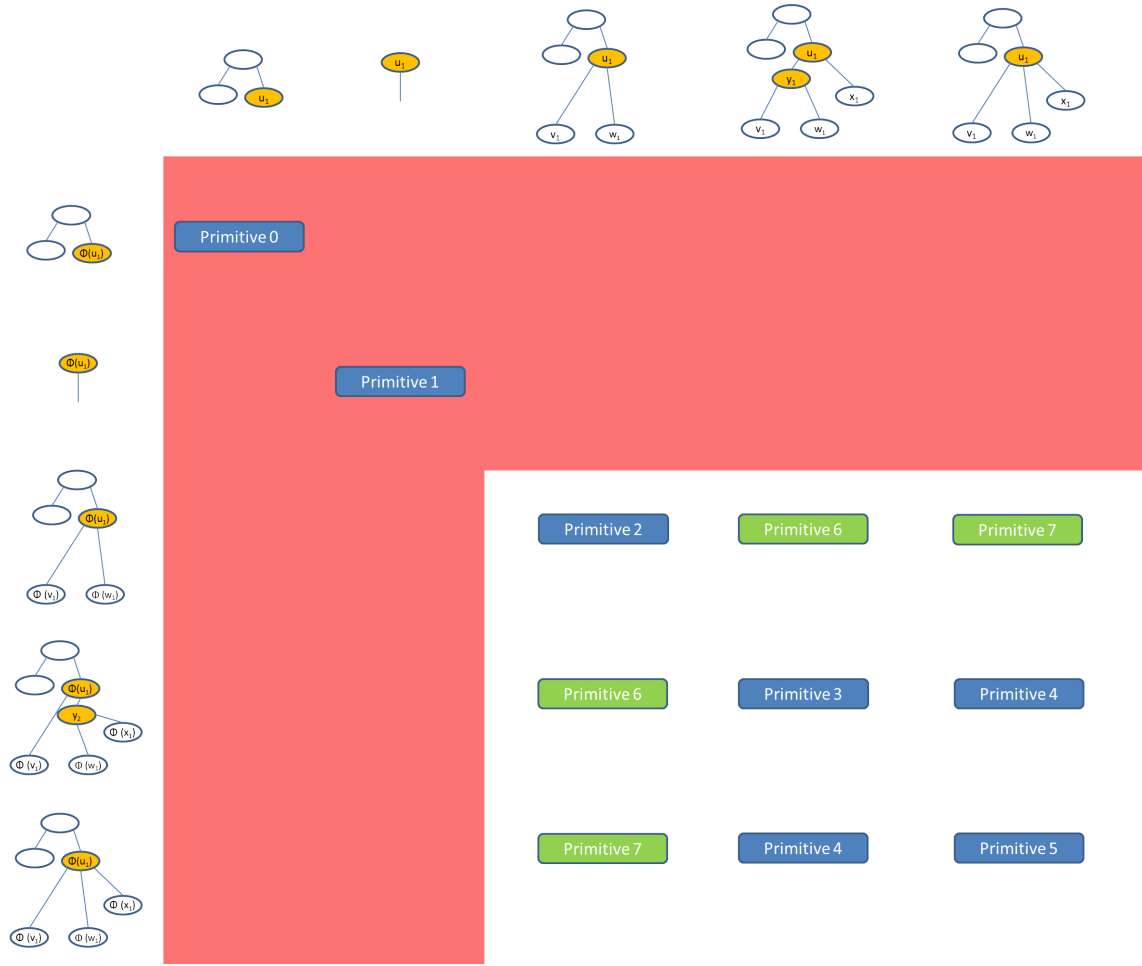 u₁
u₁
u₁
u₁
y₁
x₁
v₁
w₁
u₁
x₁
v₁
w₁
v₁
w₁
Φ(u₁)
Primitive 0
Φ(u₁)
Primitive 1
Φ(u₁)
Φ (v₁)
Φ (w₁)
Primitive 2
Primitive 6
Primitive 7
Φ(u₁)
y₂
Φ (x₁)
Φ (v₁)
Φ (w₁)
Primitive 6
Primitive 3
Primitive 4
Φ(u₁)
Φ (x₁)
Φ (v₁)
Φ (w₁)
Primitive 7
Primitive 4
Primitive 5